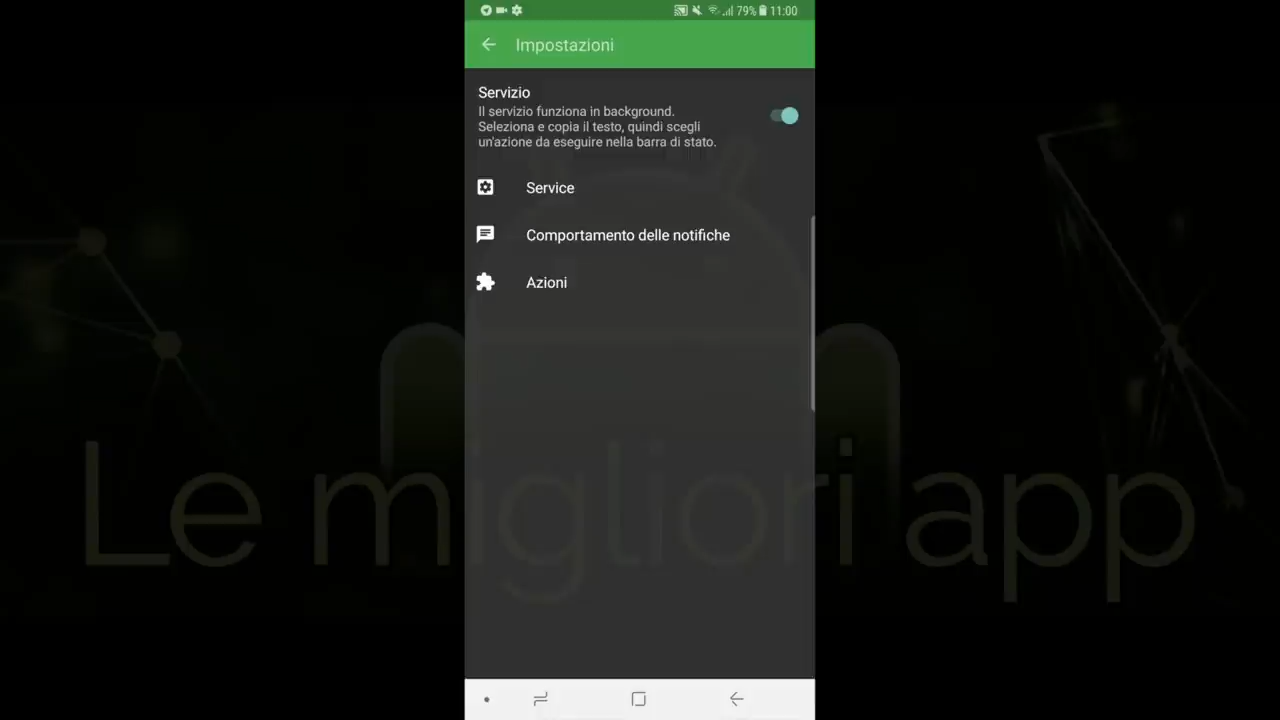 79% 11:00
Impostazioni
Servizio
Il servizio funziona in background.
Seleziona e copia il testo, quindi scegli
un'azione da eseguire nella barra di stato.
Service
Comportamento delle notifiche
Azioni
Le migliori app